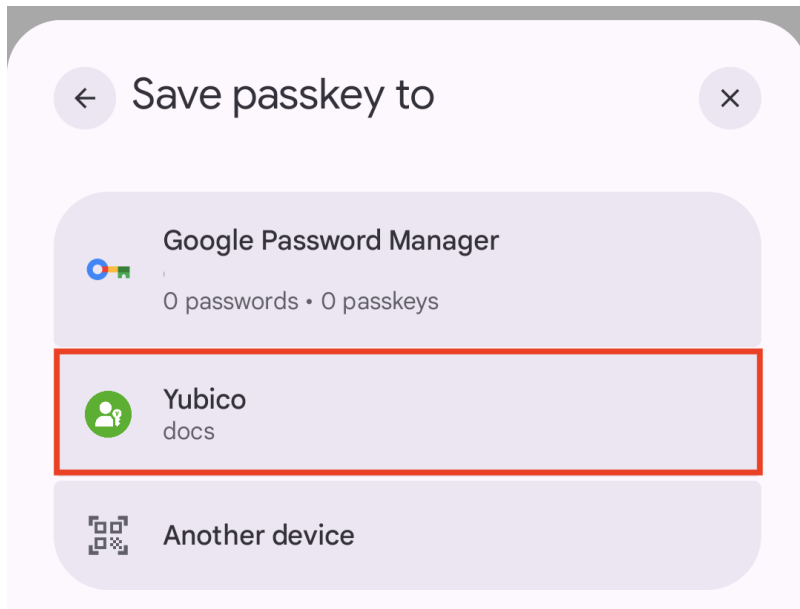 Save passkey to
Google Password Manager
0 passwords • 0 passkeys
Yubico
docs
Another device